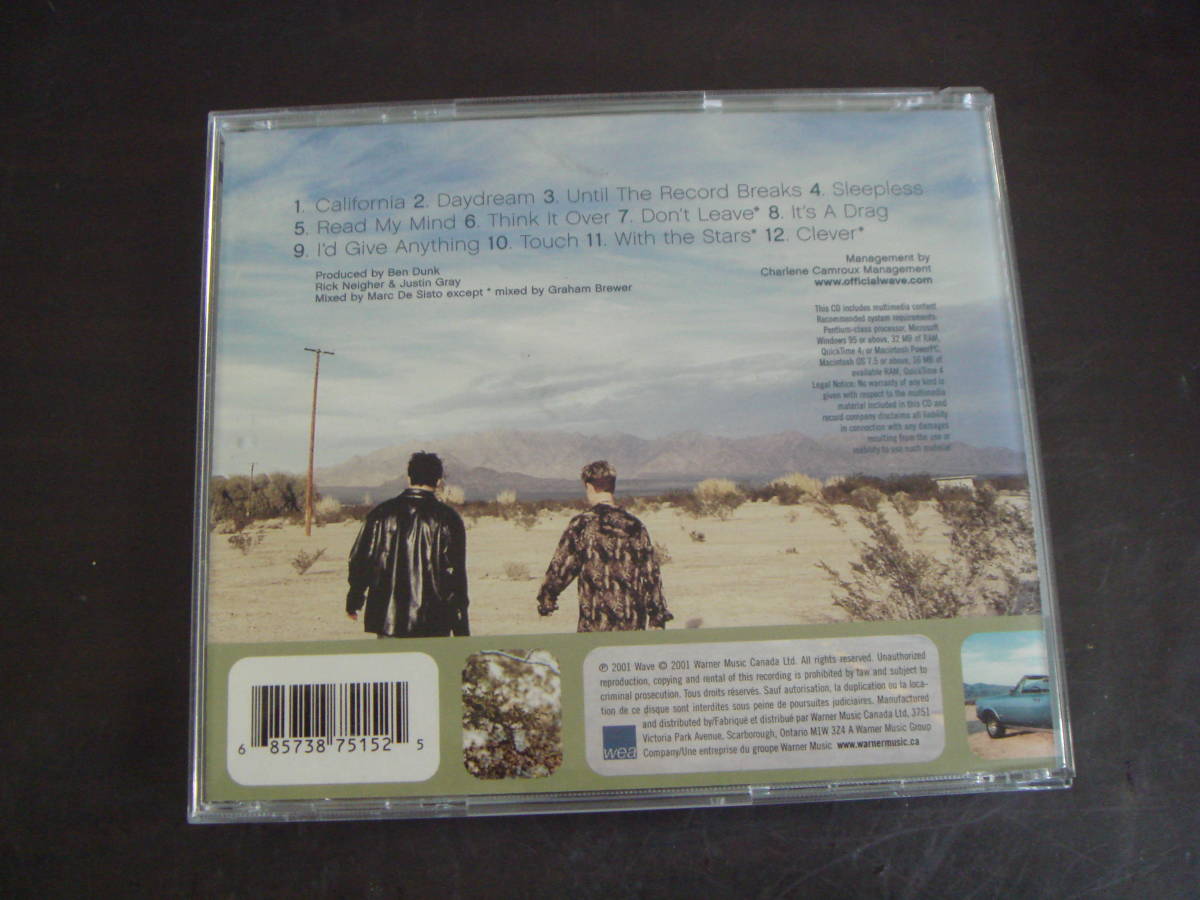 1. California 2. Daydream 3. Until The Record Breaks 4. Sleepless
5. Read My Mind 6. Think It Over 7. Don't Leave* 8. It's A Drag
9. I'd Give Anything 10. Touch 11. With the Stars* 12. Clever*
Produced by Ben Dunk
Rick Neigher & Justin Gray
Mixed by Marc De Sisto except * mixed by Graham Brewer
Management by
Charlene Camroux Management
www.officialwave.com
This CD includes multimedia content
Recommended system requirements:
Pentium-class processor, Microsoft
Windows 95 or above, 32 MB of RAM,
QuickTime 4; or Macintosh PowerPC,
Macintosh OS 7.5 or above, 16 MB of
available RAM, QuickTime 4
Legal Notice: No warranty of any kind is
given with respect to the multimedia
material included in this CD and
record company disclaims all liability
in connection with any damages
resulting from the use or
inability to use such material
6 85738 75152 5
℗ 2001 Wave © 2001 Warner Music Canada Ltd. All rights reserved. Unauthorized
reproduction, copying and rental of this recording is prohibited by law and subject to
criminal prosecution. Tous droits réservés. Sauf autorisation, la duplication ou la loca-
tion de ce disque sont interdites sous peine de poursuites judiciaires. Manufactured
and distributed by/Fabriqué et distribué par Warner Music Canada Ltd, 3751
Victoria Park Avenue, Scarborough, Ontario M1W 3Z4 A Warner Music Group
Company/Une entreprise du groupe Warner Music www.warnermusic.ca
wea